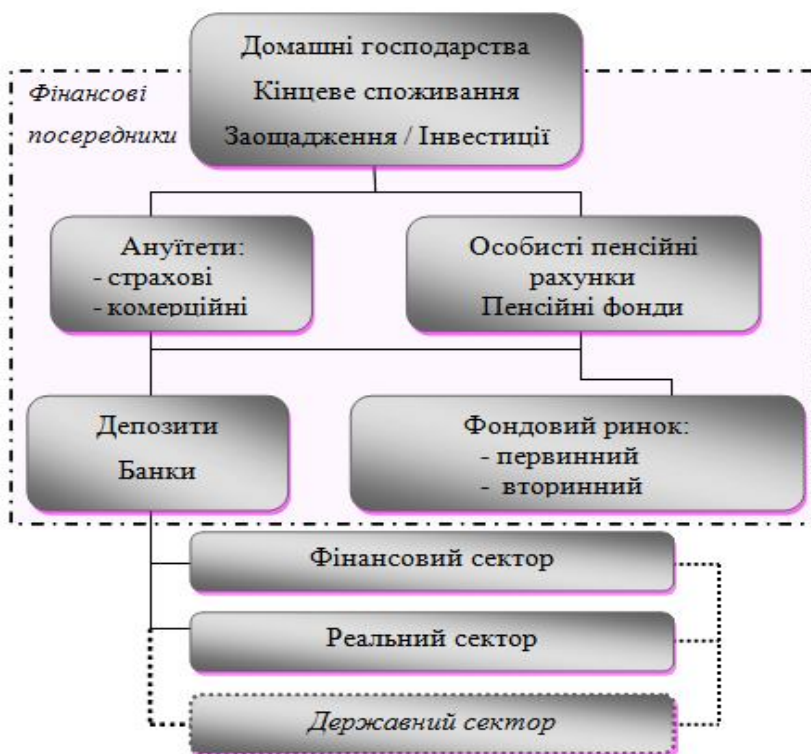 Домашні господарства
Кінцеве споживання
Заощадження / Інвестиції
Фінансові
посередники
Ануїтети:
- страхові
- комерційні
Особисті пенсійні
рахунки
Пенсійні фонди
Депозити
Банки
Фондовий ринок:
- первинний
- вторинний
Фінансовий сектор
Реальний сектор
Державний сектор